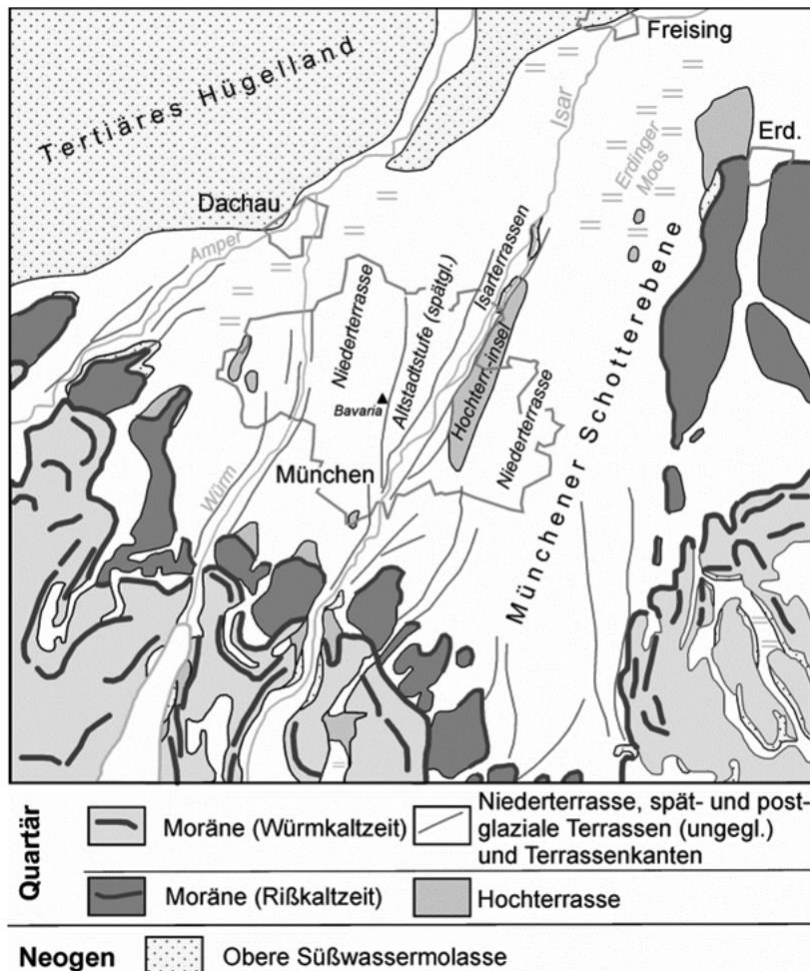 Freising
Tertiäres Hügelland
Isar
Erd.
Erdinger
Moos
Dachau
Amper
Niederterrasse
Altstadtstufe (spätgl.)
Isarterrassen
Hochterr.-insel
Niederterrasse
Bavaria
München
Würm
Münchener Schotterebene
Quartär
Moräne (Würmkaltzeit)
Niederterrasse, spät- und post-
glaziale Terrassen (ungegl.)
und Terrassenkanten
Moräne (Rißkaltzeit)
Hochterrasse
Neogen
Obere Süßwassermolasse